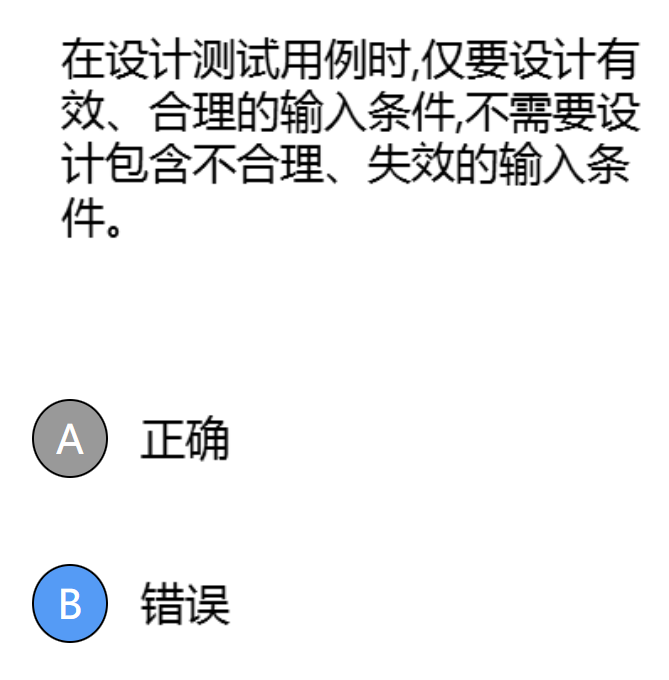 在设计测试用例时,仅要设计有
效、合理的输入条件,不需要设
计包含不合理、失效的输入条
件。
A 正确
B 错误